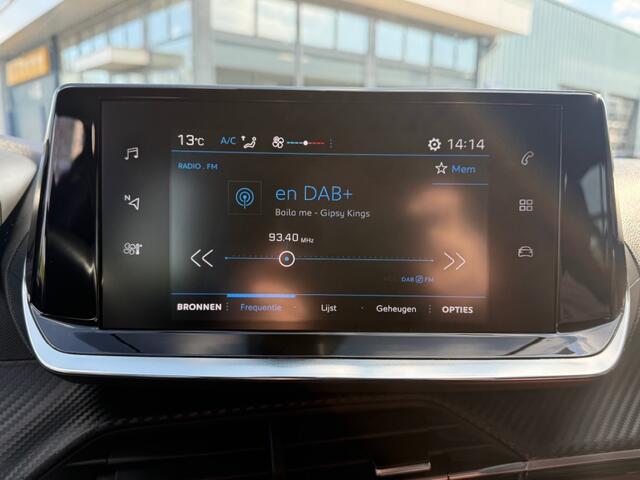 13°C A/C 14:14
RADIO . FM
Mem
en DAB+
Baila me - Gipsy Kings
N
93.40 MHz
DAB FM
BRONNEN Frequentie Lijst Geheugen OPTIES